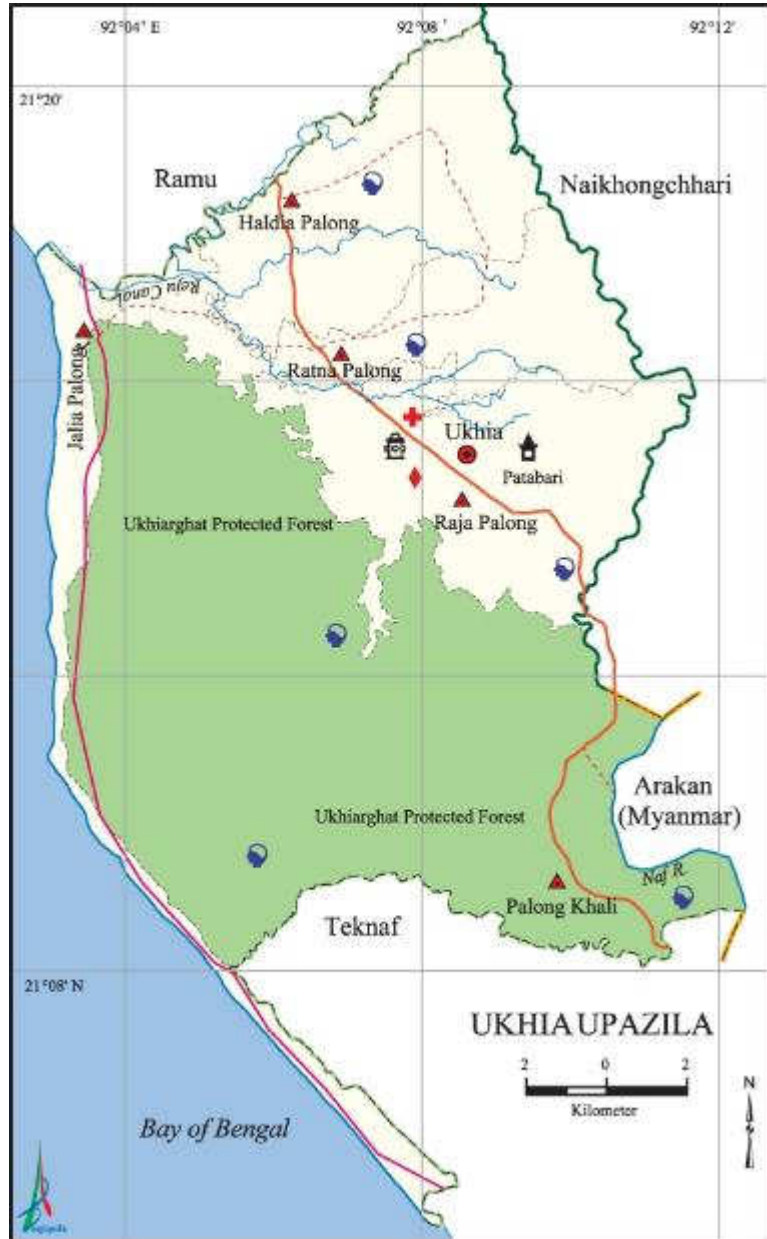 92°04' E
92°08'
92°12'
21°20'
Ramu
Naikhongchhari
Haldia Palong
Reju Canal
Jalia Palong
Ratna Palong
Ukhia
Patabari
Raja Palong
Ukhiarghat Protected Forest
Ukhiarghat Protected Forest
Arakan
(Myanmar)
Naf R.
Palong Khali
Teknaf
21°08' N
UKHIA UPAZILA
2 0 2
Kilometer
N
Bay of Bengal